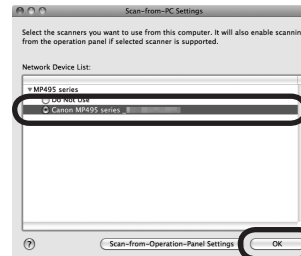 Scan-from-PC Settings
Select the scanners you want to use from this computer. It will also enable
from the operation panel if selected scanner is supported.
Network Device List:
MP495 series
Do Not Use
Canon MP495 series _
?
Scan-from-Operation-Panel Settings
OK